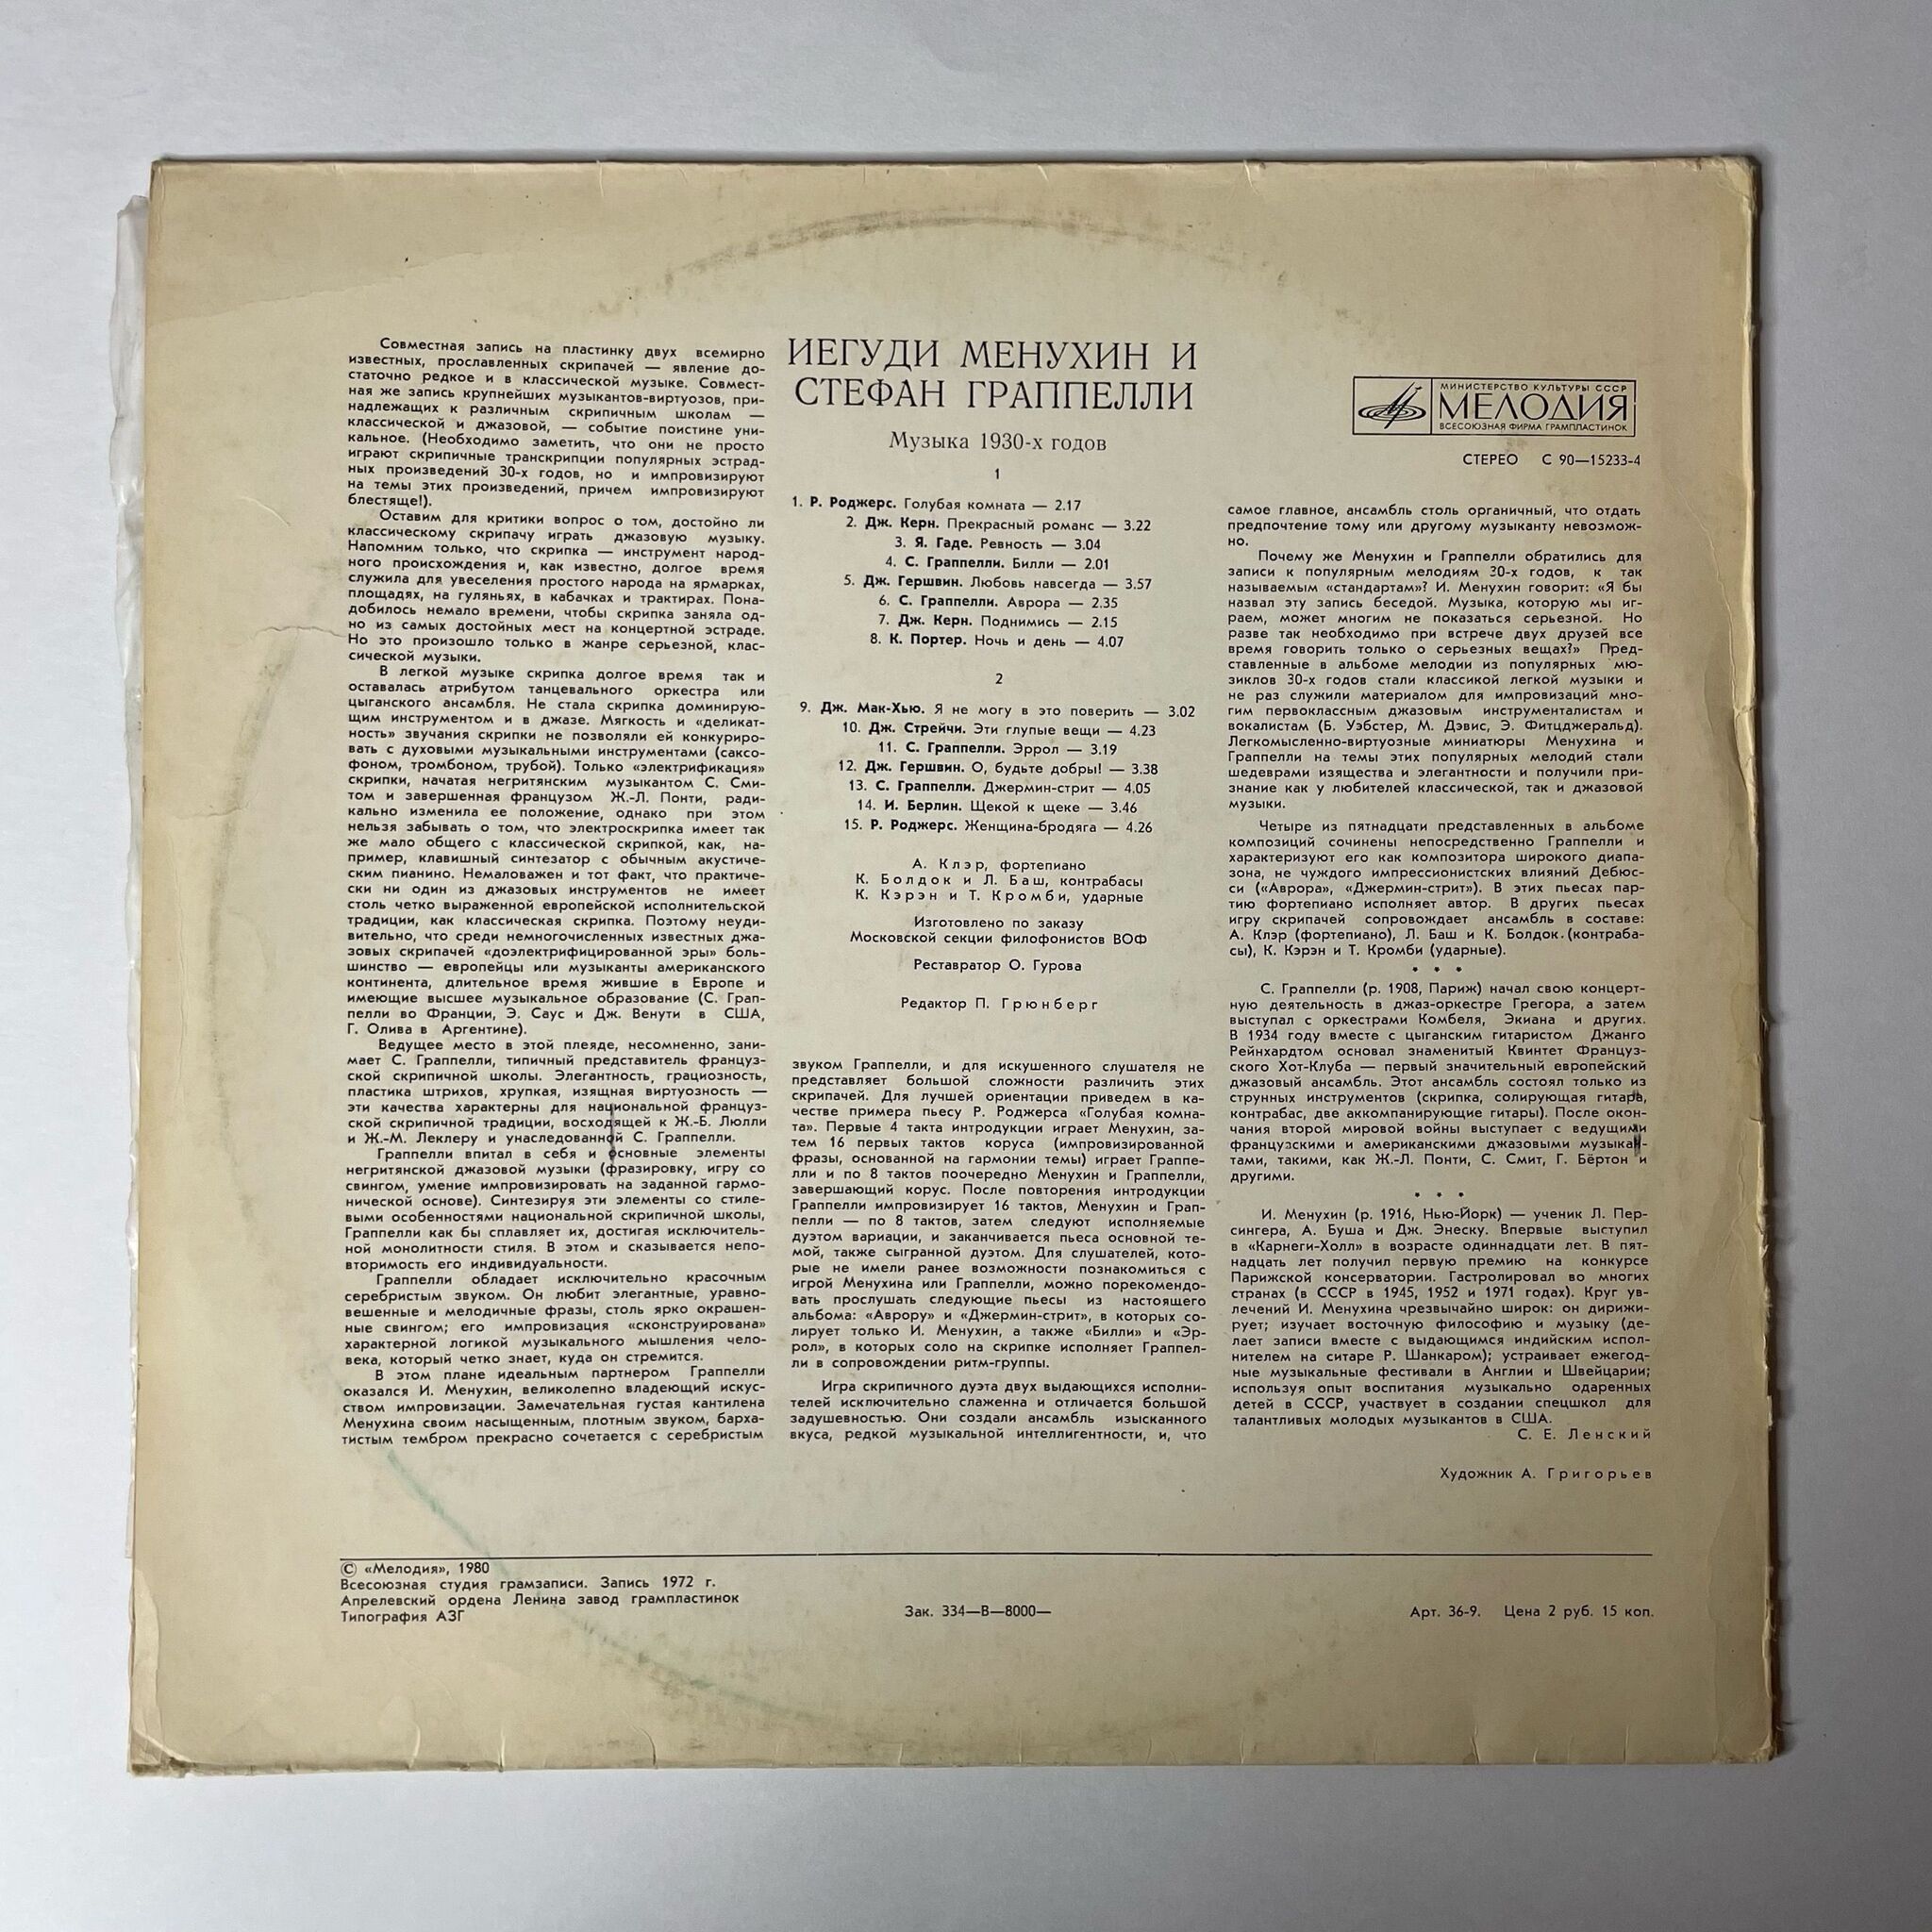 Совместная запись на пластинку двух всемирно
известных, прославленных скрипачей — явление до-
статочно редкое и в классической музыке. Совмест-
ная же запись крупнейших музыкантов-виртуозов, при-
надлежащих к различным скрипичным школам —
классической и джазовой, — событие поистине уни-
кальное. (Необходимо заметить, что они не просто
играют скрипичные транскрипции популярных эстрад-
ных произведений 30-х годов, но и импровизируют
на темы этих произведений, причем импровизируют
блестяще!).
Оставим для критики вопрос о том, достойно ли
классическому скрипачу играть джазовую музыку.
Напомним только, что скрипка — инструмент народ-
ного происхождения и, как известно, долгое время
служила для увеселения простого народа на ярмарках,
площадях, на гуляньях, в кабачках и трактирах. Пона-
добилось немало времени, чтобы скрипка заняла од-
но из самых достойных мест на концертной эстраде.
Но это произошло только в жанре серьезной, клас-
сической музыки.
В легкой музыке скрипка долгое время так и
оставалась атрибутом танцевального оркестра или
цыганского ансамбля. Не стала скрипка доминирую-
щим инструментом и в джазе. Мягкость и «деликат-
ность» звучания скрипки не позволяли ей конкуриро-
вать с духовыми музыкальными инструментами (саксо-
фоном, тромбоном, трубой). Только «электрификация»
скрипки, начатая негритянским музыкантом С. Сми-
том и завершенная французом Ж.-Л. Понти, ради-
кально изменила ее положение, однако при этом
нельзя забывать о том, что электроскрипка имеет так
же мало общего с классической скрипкой, как, на-
пример, клавишный синтезатор с обычным акустиче-
ским пианино. Немаловажен и тот факт, что практиче-
ски ни один из джазовых инструментов не имеет
столь четко выраженной европейской исполнительской
традиции, как классическая скрипка. Поэтому неуди-
вительно, что среди немногочисленных известных джа-
зовых скрипачей «доэлектрифицированной эры» боль-
шинство — европейцы или музыканты американского
континента, длительное время жившие в Европе и
имеющие высшее музыкальное образование (С. Грап-
пелли во Франции, Э. Саус и Дж. Венути в США,
Г. Олива в Аргентине).
Ведущее место в этой плеяде, несомненно, зани-
мает С. Граппелли, типичный представитель француз-
ской скрипичной школы. Элегантность, грациозность,
пластика штрихов, хрупкая, изящная виртуозность —
эти качества характерны для национальной француз-
ской скрипичной традиции, восходящей к Ж.-Б. Люлли
и Ж.-М. Леклеру и унаследованной С. Граппелли.
Граппелли впитал в себя и основные элементы
негритянской джазовой музыки (фразировку, игру со
свингом, умение импровизировать на заданной гармо-
нической основе). Синтезируя эти элементы со стиле-
выми особенностями национальной скрипичной школы,
Граппелли как бы сплавляет их, достигая исключитель-
ной монолитности стиля. В этом и сказывается непо-
вторимость его индивидуальности.
Граппелли обладает исключительно красочным
серебристым звуком. Он любит элегантные, уравно-
вешенные и мелодичные фразы, столь ярко окрашен-
ные свингом; его импровизация «сконструирована»
характерной логикой музыкального мышления чело-
века, который четко знает, куда он стремится.
В этом плане идеальным партнером Граппелли
оказался И. Менухин, великолепно владеющий искус-
ством импровизации. Замечательная густая кантилена
Менухина своим насыщенным, плотным звуком, барха-
тистым тембром прекрасно сочетается с серебристым
ИЕГУДИ МЕНУХИН И
СТЕФАН ГРАППЕЛЛИ
Музыка 1930-х годов
1
1. Р. Роджерс. Голубая комната — 2.17
2. Дж. Керн. Прекрасный романс — 3.22
3. Я. Гаде. Ревность — 3.04
4. С. Граппелли. Билли — 2.01
5. Дж. Гершвин. Любовь навсегда — 3.57
6. С. Граппелли. Аврора — 2.35
7. Дж. Керн. Поднимись — 2.15
8. К. Портер. Ночь и день — 4.07
2
9. Дж. Мак-Хью. Я не могу в это поверить — 3.02
10. Дж. Стрейчи. Эти глупые вещи — 4.23
11. С. Граппелли. Эррол — 3.19
12. Дж. Гершвин. О, будьте добры! — 3.38
13. С. Граппелли. Джермин-стрит — 4.05
14. И. Берлин. Щекой к щеке — 3.46
15. Р. Роджерс. Женщина-бродяга — 4.26
А. Клэр, фортепиано
К. Болдок и Л. Баш, контрабасы
К. Кэрэн и Т. Кромби, ударные
Изготовлено по заказу
Московской секции филофонистов ВОФ
Реставратор О. Гурова
Редактор П. Грюнберг
звуком Граппелли, и для искушенного слушателя не
представляет большой сложности различить этих
скрипачей. Для лучшей ориентации приведем в ка-
честве примера пьесу Р. Роджерса «Голубая комна-
та». Первые 4 такта интродукции играет Менухин, за-
тем 16 первых тактов коруса (импровизированной
фразы, основанной на гармонии темы) играет Граппе-
лли и по 8 тактов поочередно Менухин и Граппелли,
завершающий корус. После повторения интродукции
Граппелли импровизирует 16 тактов, Менухин и Грап-
пелли — по 8 тактов, затем следуют исполняемые
дуэтом вариации, и заканчивается пьеса основной те-
мой, также сыгранной дуэтом. Для слушателей, кото-
рые не имели ранее возможности познакомиться с
игрой Менухина или Граппелли, можно порекомендо-
вать прослушать следующие пьесы из настоящего
альбома: «Аврору» и «Джермин-стрит», в которых со-
лирует только И. Менухин, а также «Билли» и «Эр-
рол», в которых соло на скрипке исполняет Граппел-
ли в сопровождении ритм-группы.
Игра скрипичного дуэта двух выдающихся исполни-
телей исключительно слаженна и отличается большой
задушевностью. Они создали ансамбль изысканного
вкуса, редкой музыкальной интеллигентности, и, что
МИНИСТЕРСТВО КУЛЬТУРЫ СССР
МЕЛОДИЯ
ВСЕСОЮЗНАЯ ФИРМА ГРАМПЛАСТИНОК
СТЕРЕО С 90—15233-4
самое главное, ансамбль столь органичный, что отдать
предпочтение тому или другому музыканту невозмож-
но.
Почему же Менухин и Граппелли обратились для
записи к популярным мелодиям 30-х годов, к так
называемым «стандартам»? И. Менухин говорит: «Я бы
назвал эту запись беседой. Музыка, которую мы иг-
раем, может многим не показаться серьезной. Но
разве так необходимо при встрече двух друзей все
время говорить только о серьезных вещах?» Пред-
ставленные в альбоме мелодии из популярных мю-
зиклов 30-х годов стали классикой легкой музыки и
не раз служили материалом для импровизаций мно-
гим первоклассным джазовым инструменталистам и
вокалистам (Б. Уэбстер, М. Дэвис, Э. Фитцджеральд).
Легкомысленно-виртуозные миниатюры Менухина и
Граппелли на темы этих популярных мелодий стали
шедеврами изящества и элегантности и получили при-
знание как у любителей классической, так и джазовой
музыки.
Четыре из пятнадцати представленных в альбоме
композиций сочинены непосредственно Граппелли и
характеризуют его как композитора широкого диапа-
зона, не чуждого импрессионистских влияний Дебюс-
си («Аврора», «Джермин-стрит»). В этих пьесах пар-
тию фортепиано исполняет автор. В других пьесах
игру скрипачей сопровождает ансамбль в составе:
А. Клэр (фортепиано), Л. Баш и К. Болдок (контраба-
сы), К. Кэрэн и Т. Кромби (ударные).
* * *
С. Граппелли (р. 1908, Париж) начал свою концерт-
ную деятельность в джаз-оркестре Грегора, а затем
выступал с оркестрами Комбеля, Экиана и других.
В 1934 году вместе с цыганским гитаристом Джанго
Рейнхардтом основал знаменитый Квинтет Француз-
ского Хот-Клуба — первый значительный европейский
джазовый ансамбль. Этот ансамбль состоял только из
струнных инструментов (скрипка, солирующая гитара,
контрабас, две аккомпанирующие гитары). После окон-
чания второй мировой войны выступает с ведущими
французскими и американскими джазовыми музыкан-
тами, такими, как Ж.-Л. Понти, С. Смит, Г. Бёртон и
другими.
* * *
И. Менухин (р. 1916, Нью-Йорк) — ученик Л. Пер-
сингера, А. Буша и Дж. Энеску. Впервые выступил
в «Карнеги-Холл» в возрасте одиннадцати лет. В пят-
надцать лет получил первую премию на конкурсе
Парижской консерватории. Гастролировал во многих
странах (в СССР в 1945, 1952 и 1971 годах). Круг ув-
лечений И. Менухина чрезвычайно широк: он дирижи-
рует; изучает восточную философию и музыку (де-
лает записи вместе с выдающимся индийским испол-
нителем на ситаре Р. Шанкаром); устраивает ежегод-
ные музыкальные фестивали в Англии и Швейцарии;
используя опыт воспитания музыкально одаренных
детей в СССР, участвует в создании спецшкол для
талантливых молодых музыкантов в США.
С. Е. Ленский
Художник А. Григорьев
© «Мелодия», 1980
Всесоюзная студия грамзаписи. Запись 1972 г.
Апрелевский ордена Ленина завод грампластинок
Типография АЗГ
Зак. 334—В—8000—
Арт. 36-9. Цена 2 руб. 15 коп.